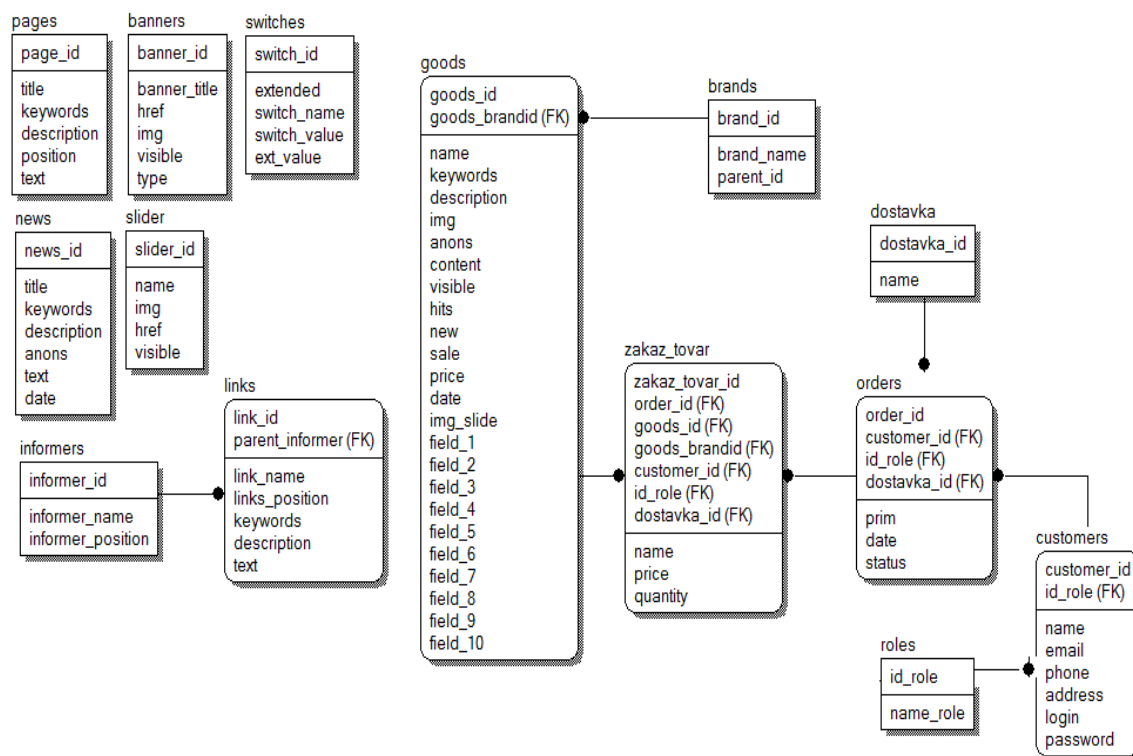 pages
page_id
title
keywords
description
position
text
banners
banner_id
banner_title
href
img
visible
type
switches
switch_id
extended
switch_name
switch_value
ext_value
news
news_id
title
keywords
description
anons
text
date
slider
slider_id
name
img
href
visible
informers
informer_id
informer_name
informer_position
links
link_id
parent_informer (FK)
link_name
links_position
keywords
description
text
goods
goods_id
goods_brandid (FK)
name
keywords
description
img
anons
content
visible
hits
new
sale
price
date
img_slide
field_1
field_2
field_3
field_4
field_5
field_6
field_7
field_8
field_9
field_10
brands
brand_id
brand_name
parent_id
zakaz_tovar
zakaz_tovar_id
order_id (FK)
goods_id (FK)
goods_brandid (FK)
customer_id (FK)
id_role (FK)
dostavka_id (FK)
name
price
quantity
dostavka
dostavka_id
name
orders
order_id
customer_id (FK)
id_role (FK)
dostavka_id (FK)
prim
date
status
customers
customer_id
id_role (FK)
name
email
phone
address
login
password
roles
id_role
name_role